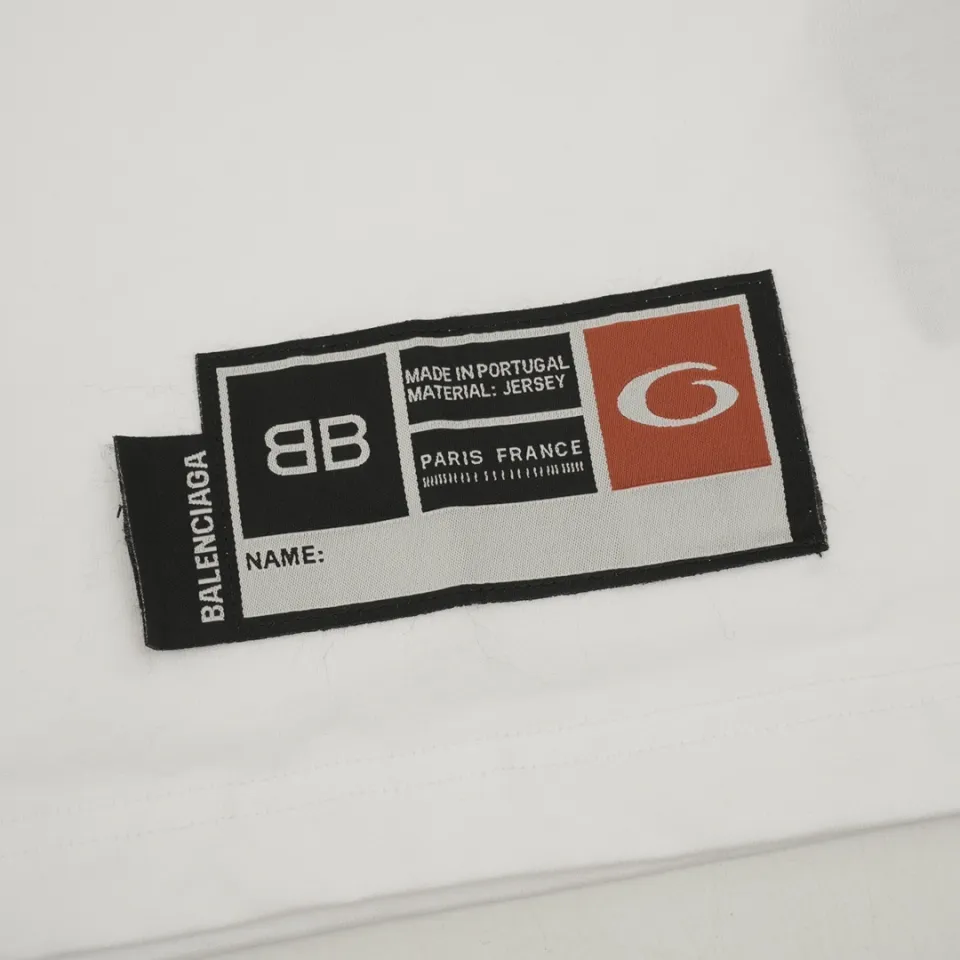 BALENCIAGA
BB
MADE IN PORTUGAL
MATERIAL: JERSEY
PARIS FRANCE
NAME: